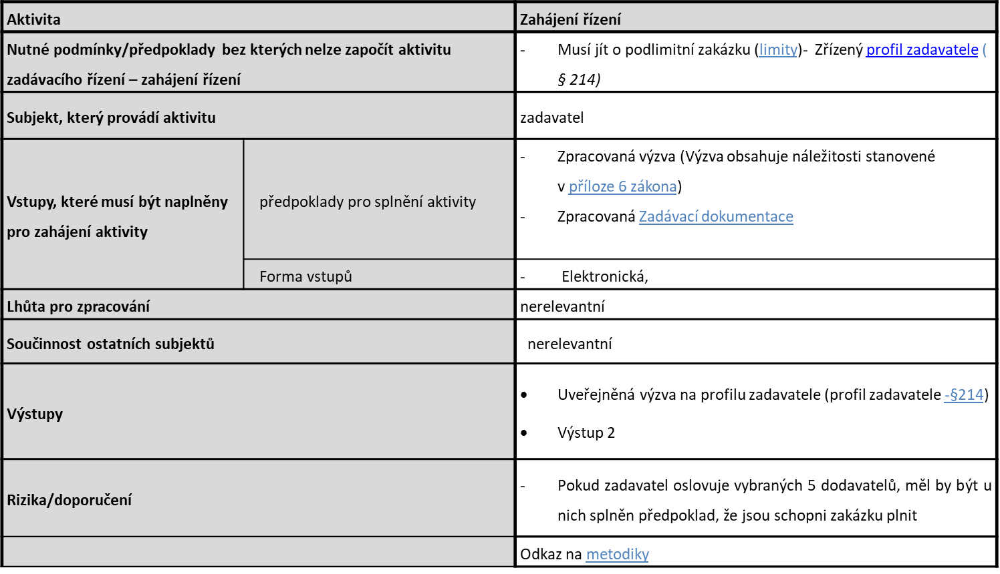 Aktivita
Zahájení řízení
Nutné podmínky/předpoklady bez kterých nelze započít aktivitu
zadávacího řízení – zahájení řízení
- Musí jít o podlimitní zakázku (limity)- Zřízený profil zadavatele (
§ 214)
Subjekt, který provádí aktivitu
zadavatel
Vstupy, které musí být naplněny
pro zahájení aktivity
předpoklady pro splnění aktivity
- Zpracovaná výzva (Výzva obsahuje náležitosti stanovené
v příloze 6 zákona)
- Zpracovaná Zadávací dokumentace
Forma vstupů
- Elektronická,
Lhůta pro zpracování
nerelevantní
Součinnost ostatních subjektů
nerelevantní
Výstupy
• Uveřejněná výzva na profilu zadavatele (profil zadavatele -§214)
• Výstup 2
Rizika/doporučení
- Pokud zadavatel oslovuje vybraných 5 dodavatelů, měl by být u
nich splněn předpoklad, že jsou schopni zakázku plnit
Odkaz na metodiky